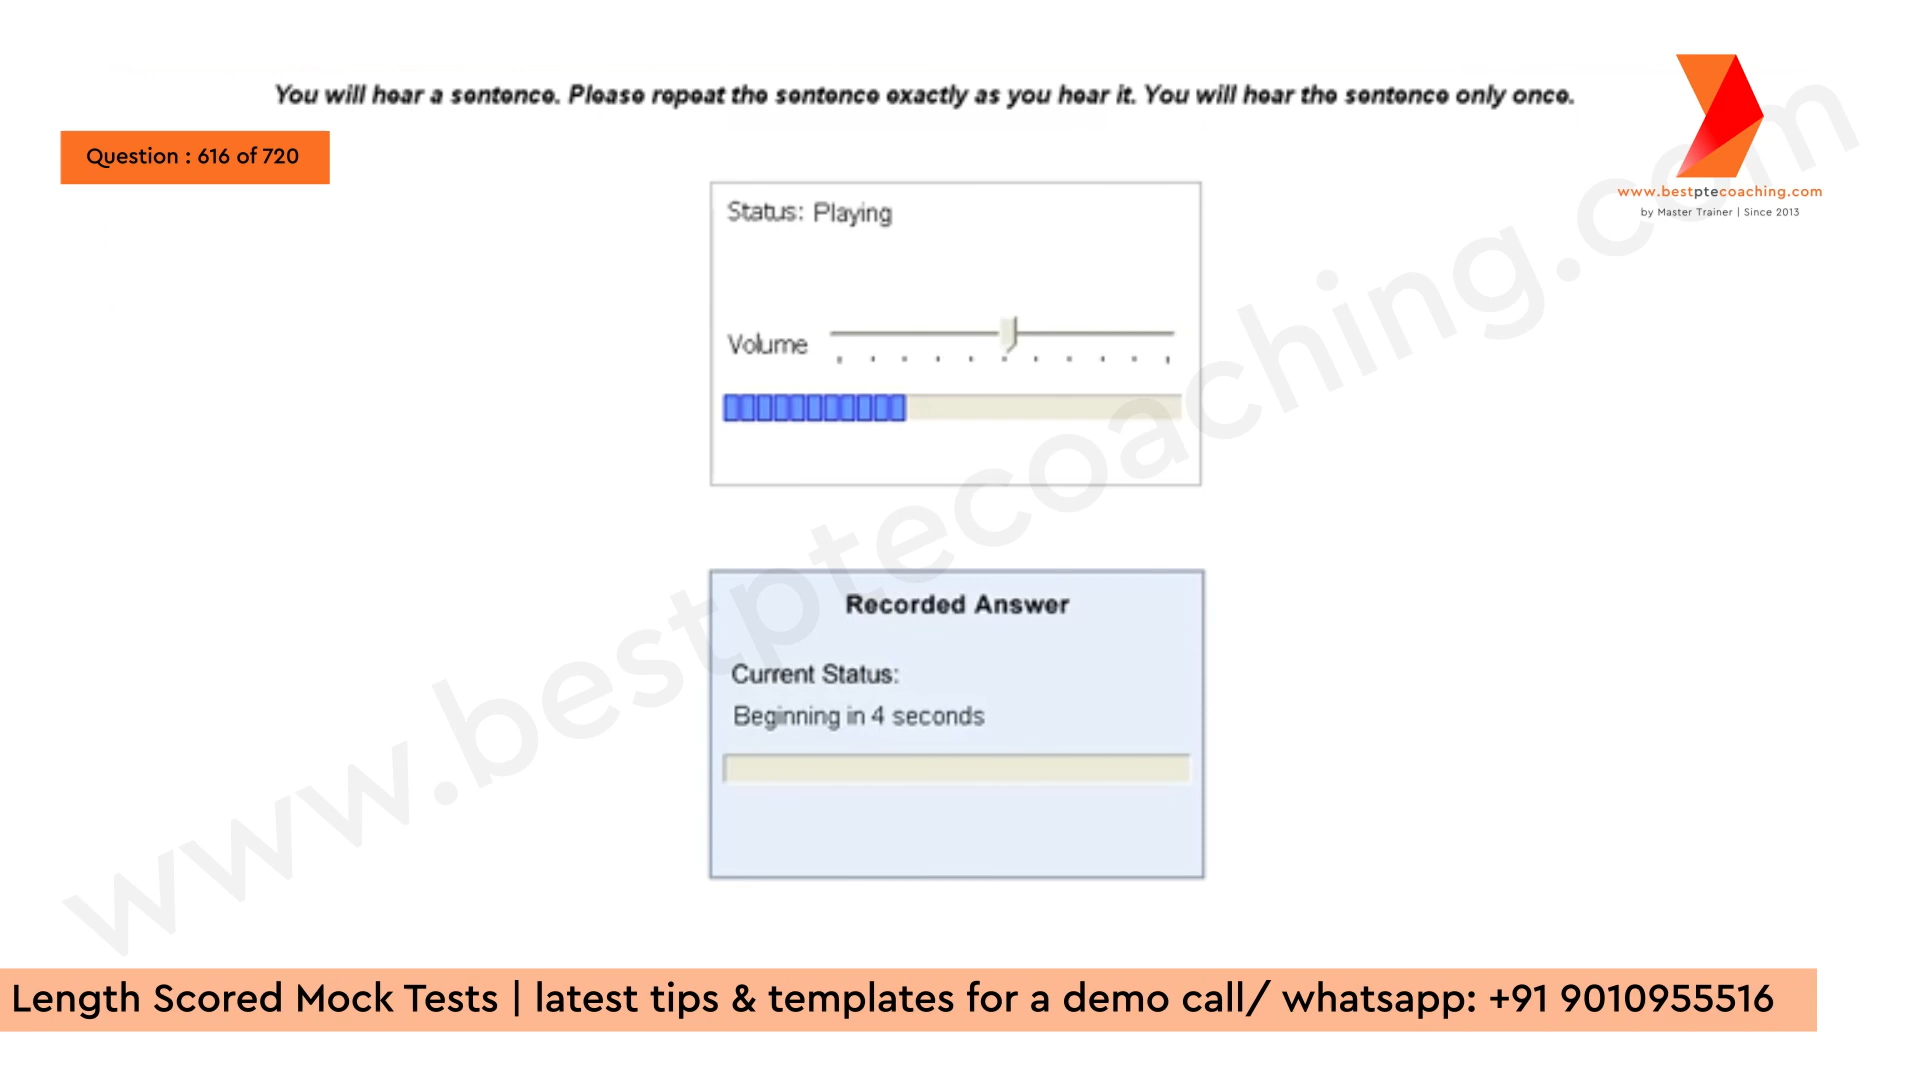 You will hear a sentence. Please repeat the sentence exactly as you hear it. You will hear the sentence only once.
Question : 616 of 720
www.bestptecoaching.com
by Master Trainer | Since 2013
Status: Playing
Volume
www.bestptecoaching.com
Recorded Answer
Current Status:
Beginning in 4 seconds
Length Scored Mock Tests | latest tips & templates for a demo call/ whatsapp: +91 9010955516